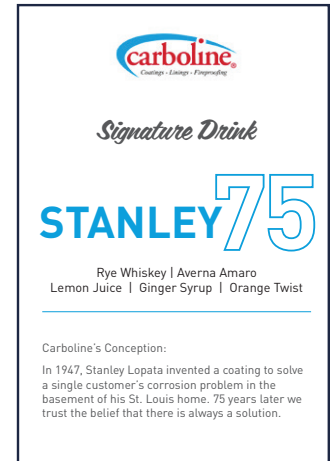 carboline®
Coatings - Linings - Fireproofing
Signature Drink
STANLEY75
Rye Whiskey | Averna Amaro
Lemon Juice | Ginger Syrup | Orange Twist
Carboline's Conception:
In 1947, Stanley Lopata invented a coating to solve
a single customer's corrosion problem in the
basement of his St. Louis home. 75 years later we
trust the belief that there is always a solution.